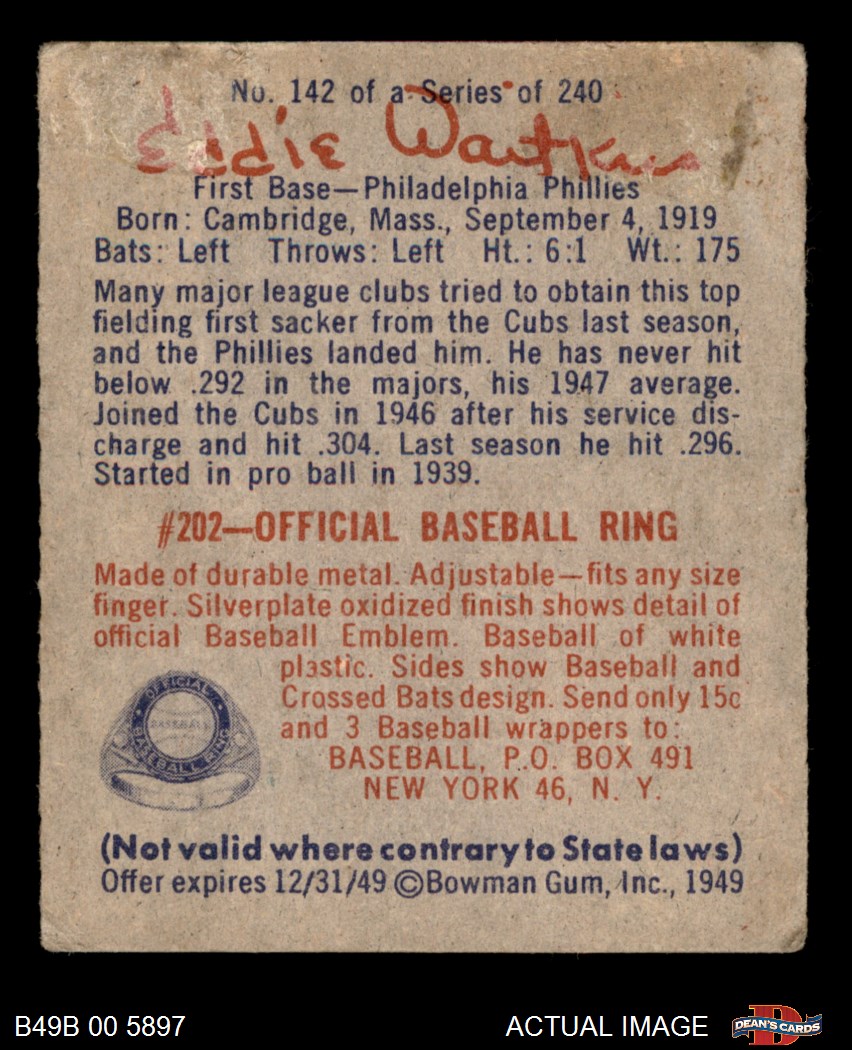 No. 142 of a Series of 240
Eddie Waitkus
First Base—Philadelphia Phillies
Born: Cambridge, Mass., September 4, 1919
Bats: Left Throws: Left Ht.: 6:1 Wt.: 175
Many major league clubs tried to obtain this top
fielding first sacker from the Cubs last season,
and the Phillies landed him. He has never hit
below .292 in the majors, his 1947 average.
Joined the Cubs in 1946 after his service dis-
charge and hit .304. Last season he hit .296.
Started in pro ball in 1939.
#202—OFFICIAL BASEBALL RING
Made of durable metal. Adjustable—fits any size
finger. Silverplate oxidized finish shows detail of
official Baseball Emblem. Baseball of white
plastic. Sides show Baseball and
Crossed Bats design. Send only 15c
and 3 Baseball wrappers to:
BASEBALL, P.O. BOX 491
NEW YORK 46, N. Y.
OFFICIAL
BASEBALL
BASEBALL RING
(Not valid where contrary to State laws)
Offer expires 12/31/49 ©Bowman Gum, Inc., 1949
B49B 00 5897
ACTUAL IMAGE
DEAN'S CARDS